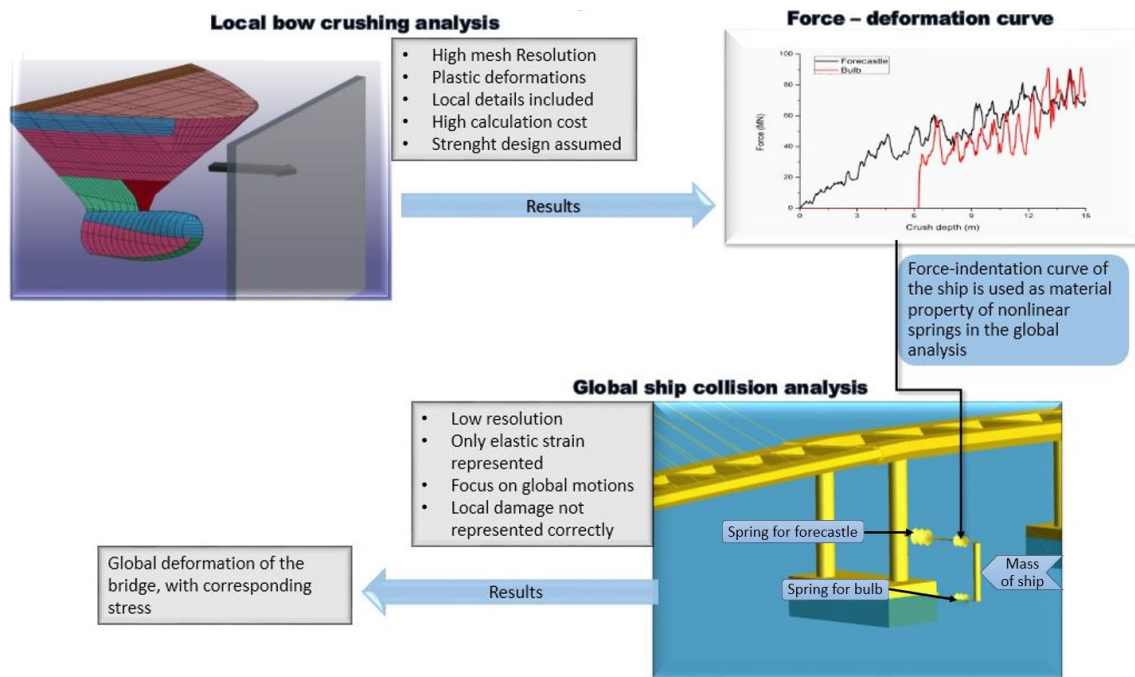 Local bow crushing analysis
• High mesh Resolution
• Plastic deformations
• Local details included
• High calculation cost
• Strenght design assumed
Results
Force – deformation curve
Forecastle
Bulb
Force (MN)
100
80
60
40
20
0
0
3
6
9
12
15
Crush depth (m)
Force-indentation curve of
the ship is used as material
property of nonlinear
springs in the global
analysis
Global ship collision analysis
• Low resolution
• Only elastic strain
represented
• Focus on global motions
• Local damage not
represented correctly
Spring for forecastle
Mass
of ship
Spring for bulb
Results
Global deformation of the
bridge, with corresponding
stress